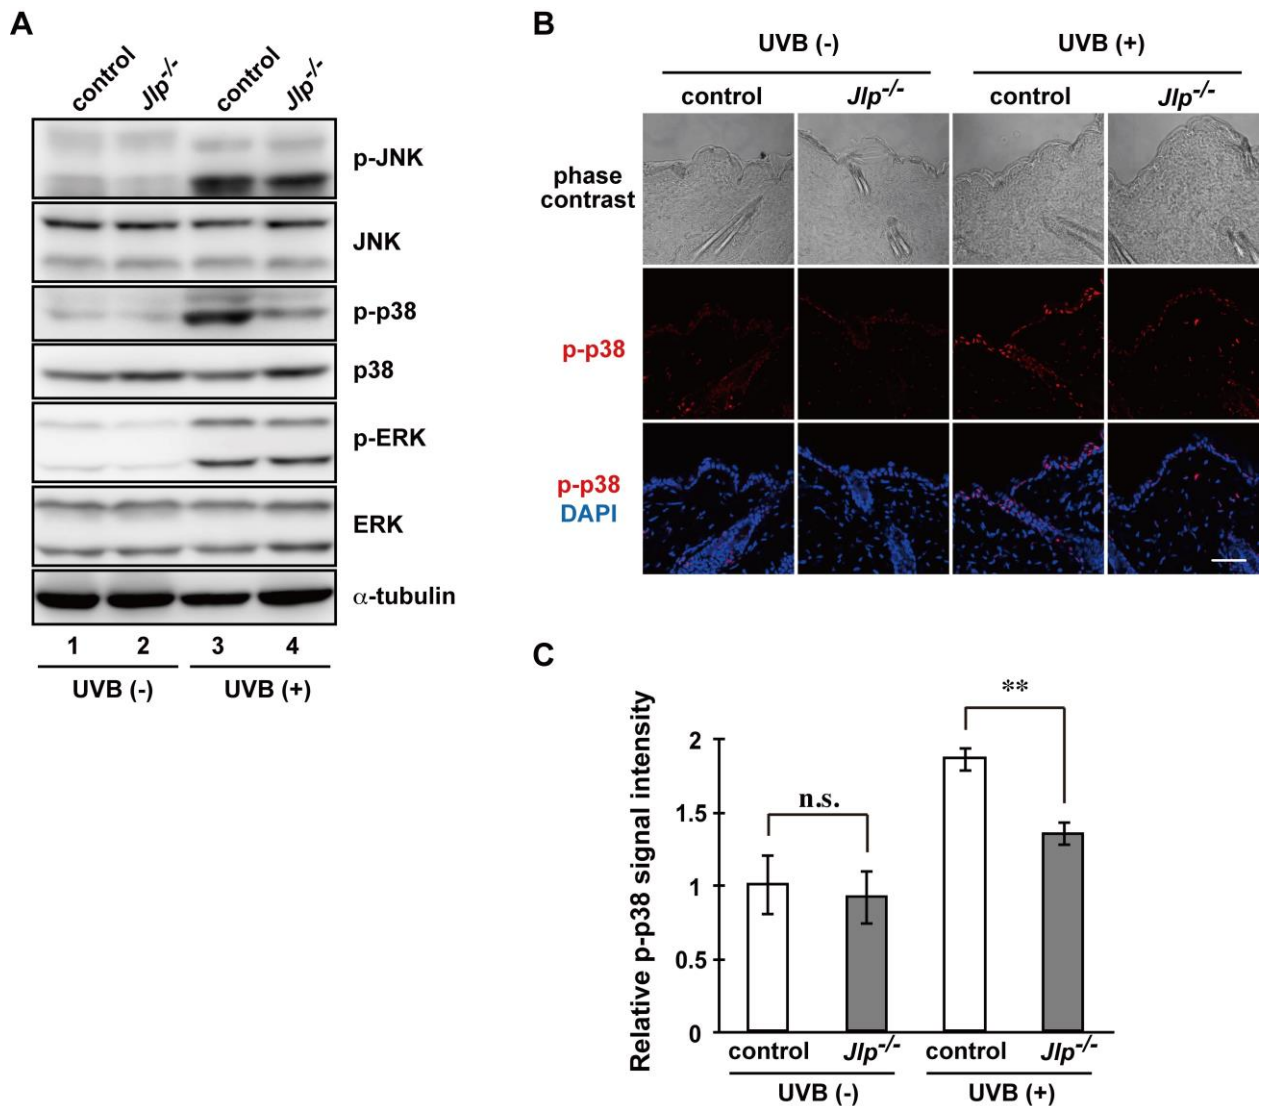 A
control Jlp-/- control Jlp-/-
p-JNK
JNK
p-p38
p38
p-ERK
ERK
α-tubulin
1 2 3 4
UVB (-) UVB (+)
B
UVB (-) UVB (+)
control Jlp-/- control Jlp-/-
phase
contrast
p-p38
p-p38
DAPI
C
Relative p-p38 signal intensity
2
1.5
1
0.5
0
n.s.
**
control Jlp-/- control Jlp-/-
UVB (-) UVB (+)